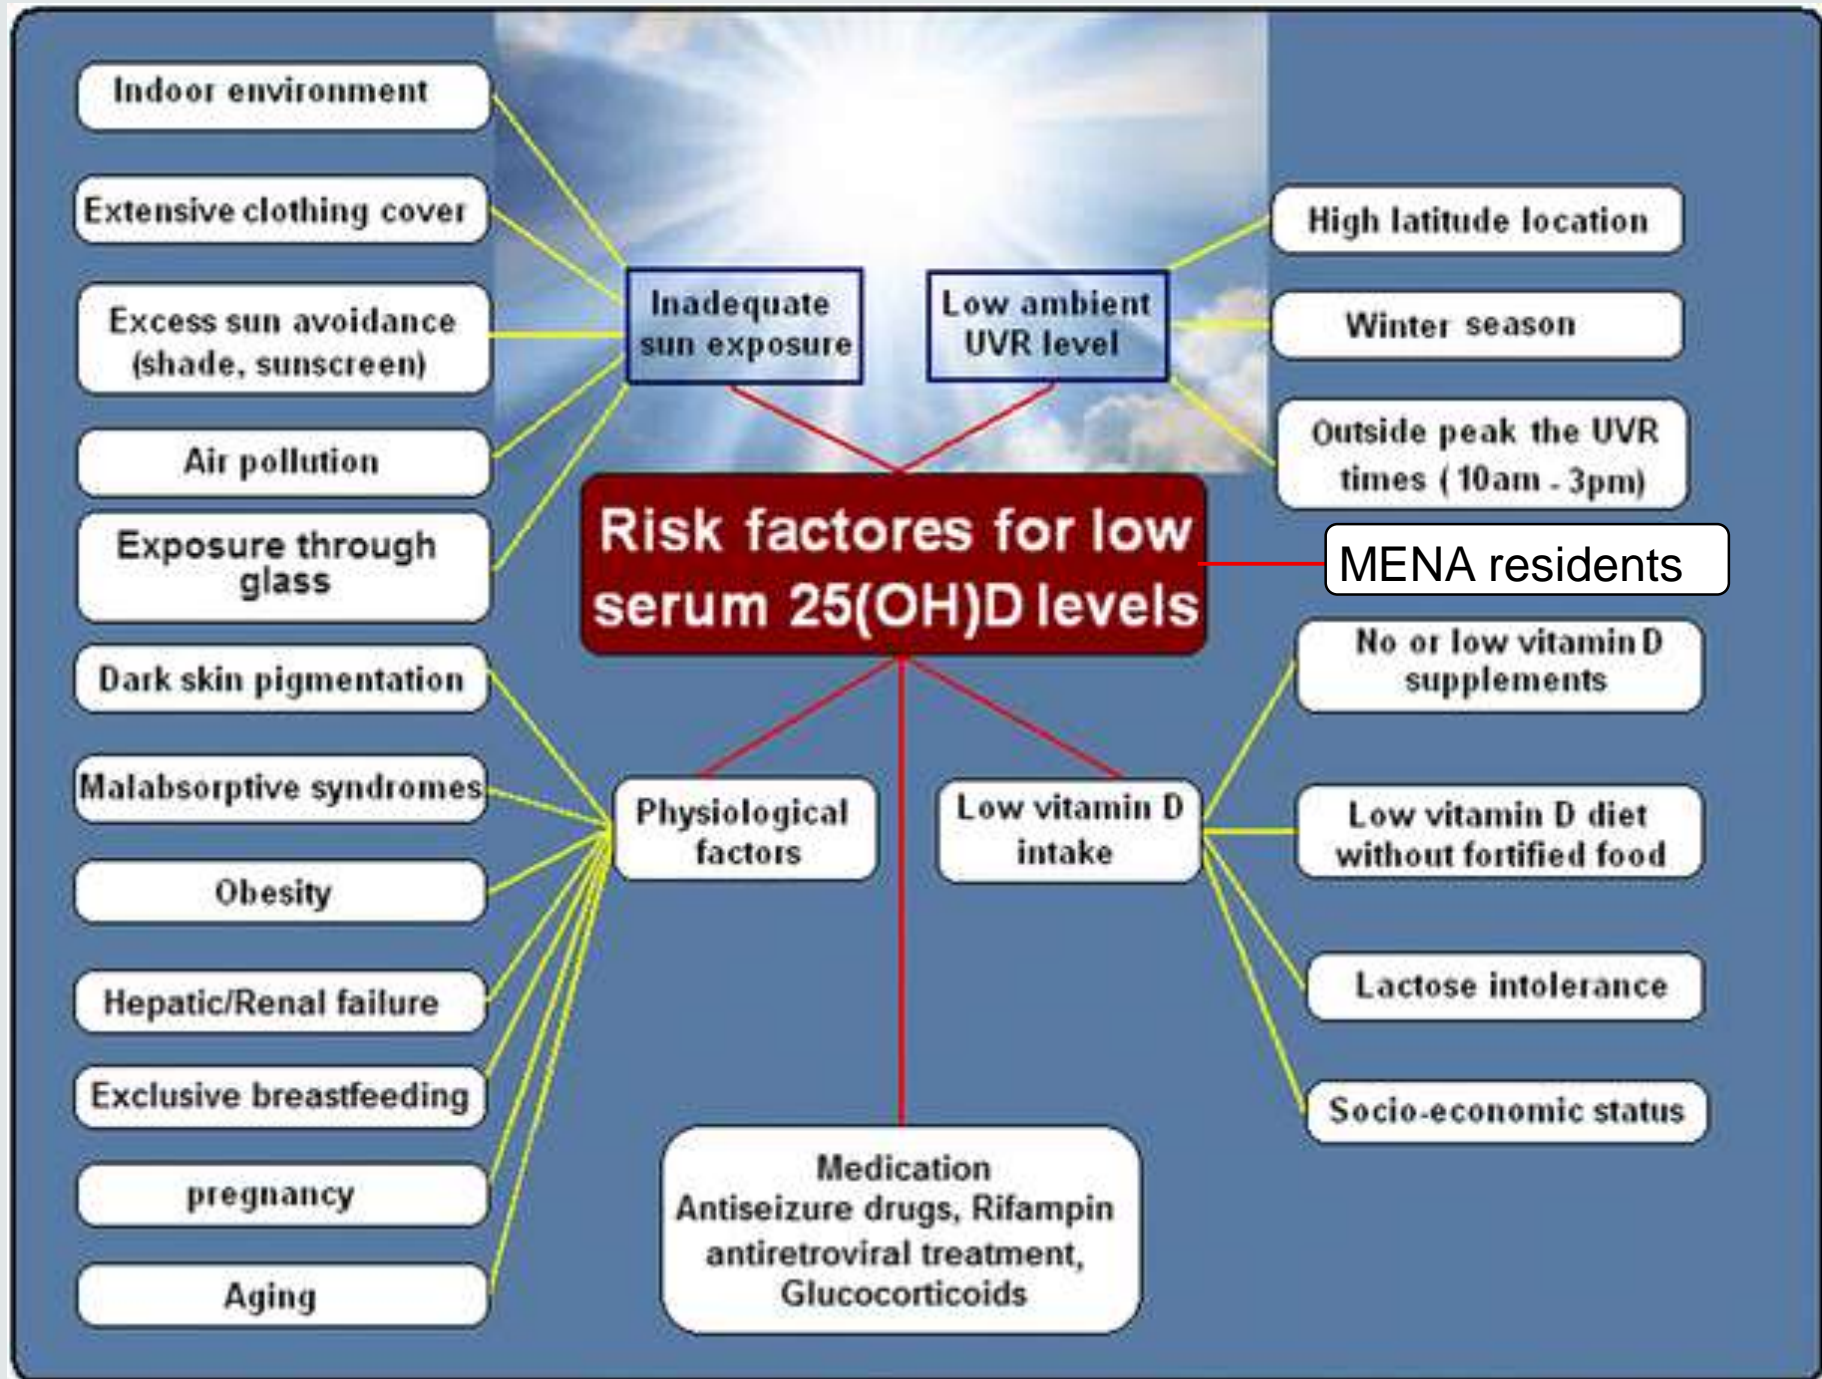 Indoor environment
Extensive clothing cover
Excess sun avoidance
(shade, sunscreen)
Air pollution
Exposure through
glass
Inadequate
sun exposure
Low ambient
UVR level
High latitude location
Winter season
Outside peak the UVR
times ( 10am - 3pm)
Risk factores for low
serum 25(OH)D levels
MENA residents
Dark skin pigmentation
Malabsorptive syndromes
Obesity
Hepatic/Renal failure
Exclusive breastfeeding
pregnancy
Aging
Physiological
factors
Low vitamin D
intake
No or low vitamin D
supplements
Low vitamin D diet
without fortified food
Lactose intolerance
Socio-economic status
Medication
Antiseizure drugs, Rifampin
antiretroviral treatment,
Glucocorticoids